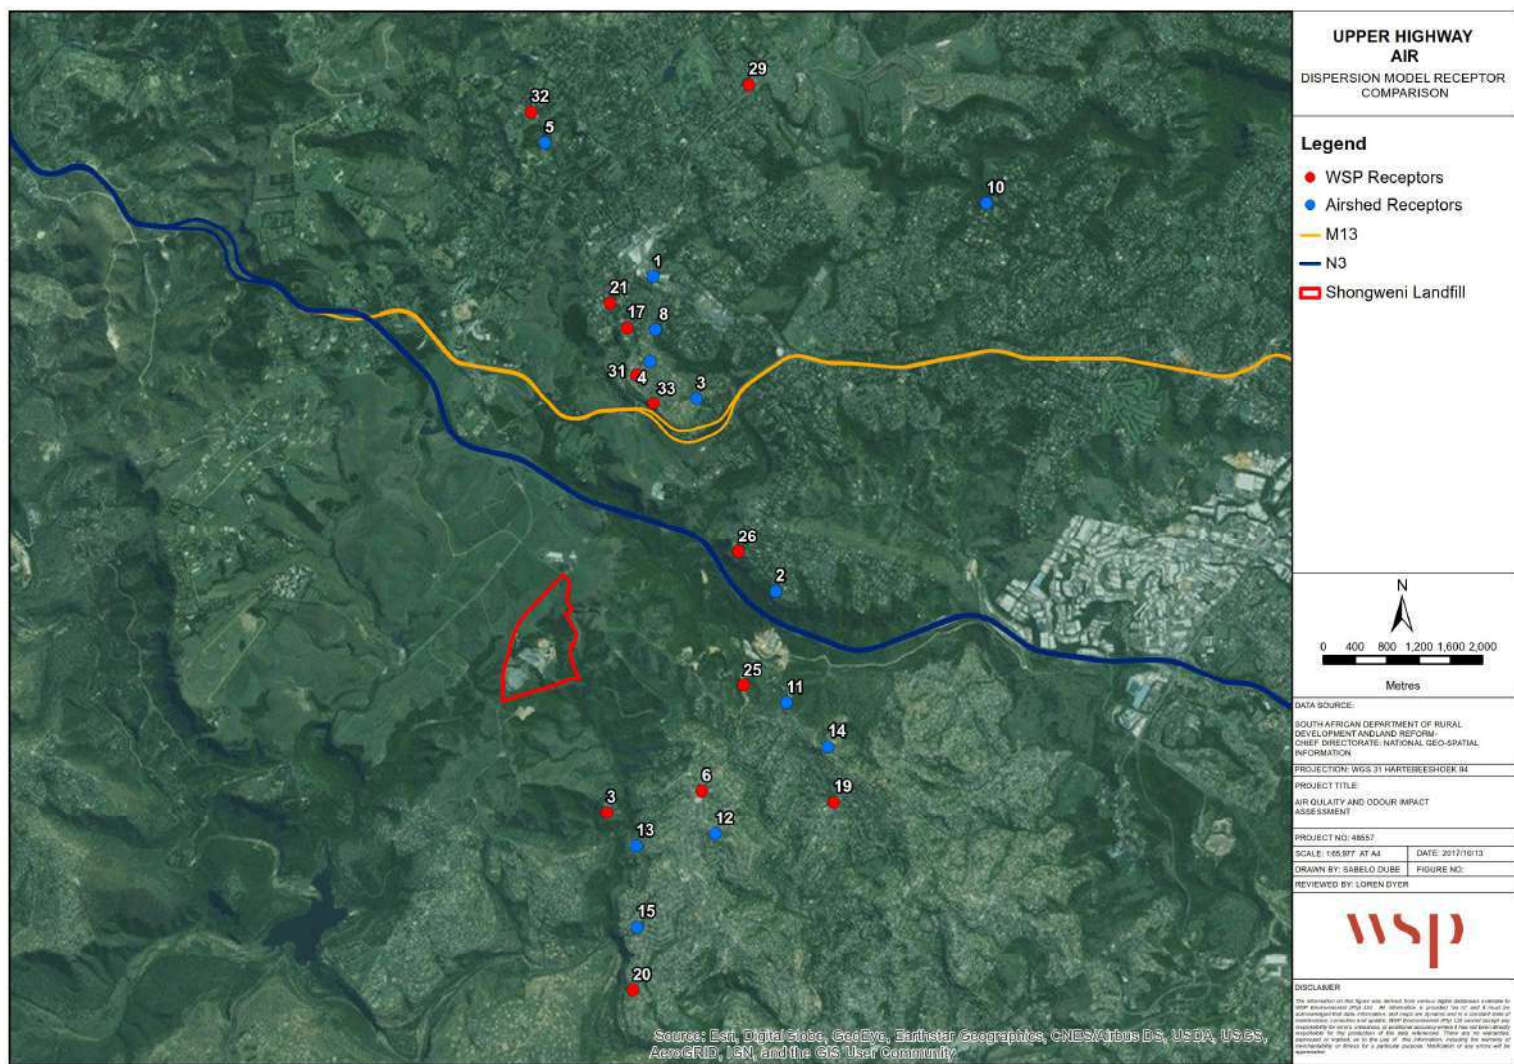 29
32
5
10
1
21
17
8
31
4
33
3
26
2
25
11
14
6
19
3
12
13
15
20
Source: Esri, Digital Globe, GeoEye, Earthstar Geographics, CNES/Airbus DS, USDA, USGS,
AeroGRID, IGN, and the GIS User Community
UPPER HIGHWAY
AIR
DISPERSION MODEL RECEPTOR
COMPARISON
Legend
WSP Receptors
Airshed Receptors
M13
N3
Shongweni Landfill
N
0 400 800 1,200 1,600 2,000
Metres
DATA SOURCE:
SOUTH AFRICAN DEPARTMENT OF RURAL
DEVELOPMENT ANDLAND REFORM-
CHIEF DIRECTORATE: NATIONAL GEO-SPATIAL
INFORMATION
PROJECTION: WGS 31 HARTEBEESHOEK 94
PROJECT TITLE:
AIR QULAITY AND ODOUR IMPACT
ASSESSMENT
PROJECT NO: 48557
SCALE: 1:65,977 AT A4 DATE: 2017/10/13
DRAWN BY: SABELO DUBE FIGURE NO:
REVIEWED BY: LOREN DYER
wsp
DISCLAIMER